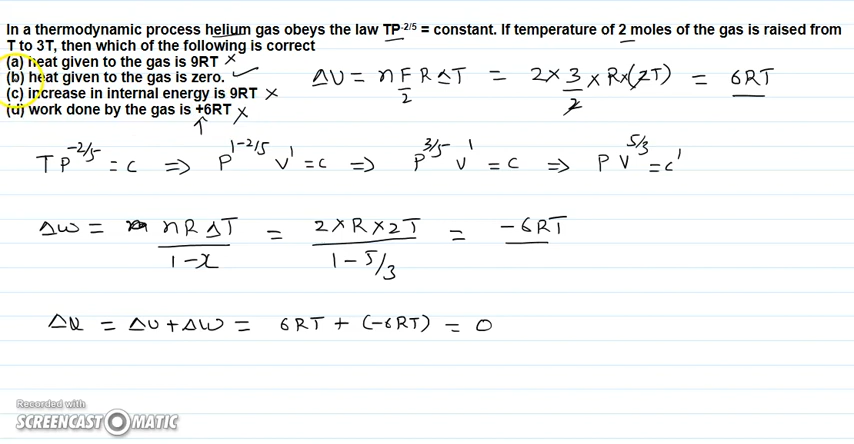 In a thermodynamic process helium gas obeys the law TP^-2/5 = constant. If temperature of 2 moles of the gas is raised from
T to 3T, then which of the following is correct
(a) heat given to the gas is 9RT ×
(b) heat given to the gas is zero. ✓
(c) increase in internal energy is 9RT ×
(d) work done by the gas is +6RT ×
ΔU = n F/2 R ΔT = 2 × 3/2 × R × (2T) = 6RT
TP^-2/5 = C ⇒ P^1-2/5 V^1 = C ⇒ P^3/5 V^1 = C ⇒ P V^5/3 = C'
ΔW = nRΔT / 1-x = 2×R×2T / 1-5/3 = -6RT
ΔQ = ΔU + ΔW = 6RT + (-6RT) = 0
Recorded with
SCREENCAST O MATIC